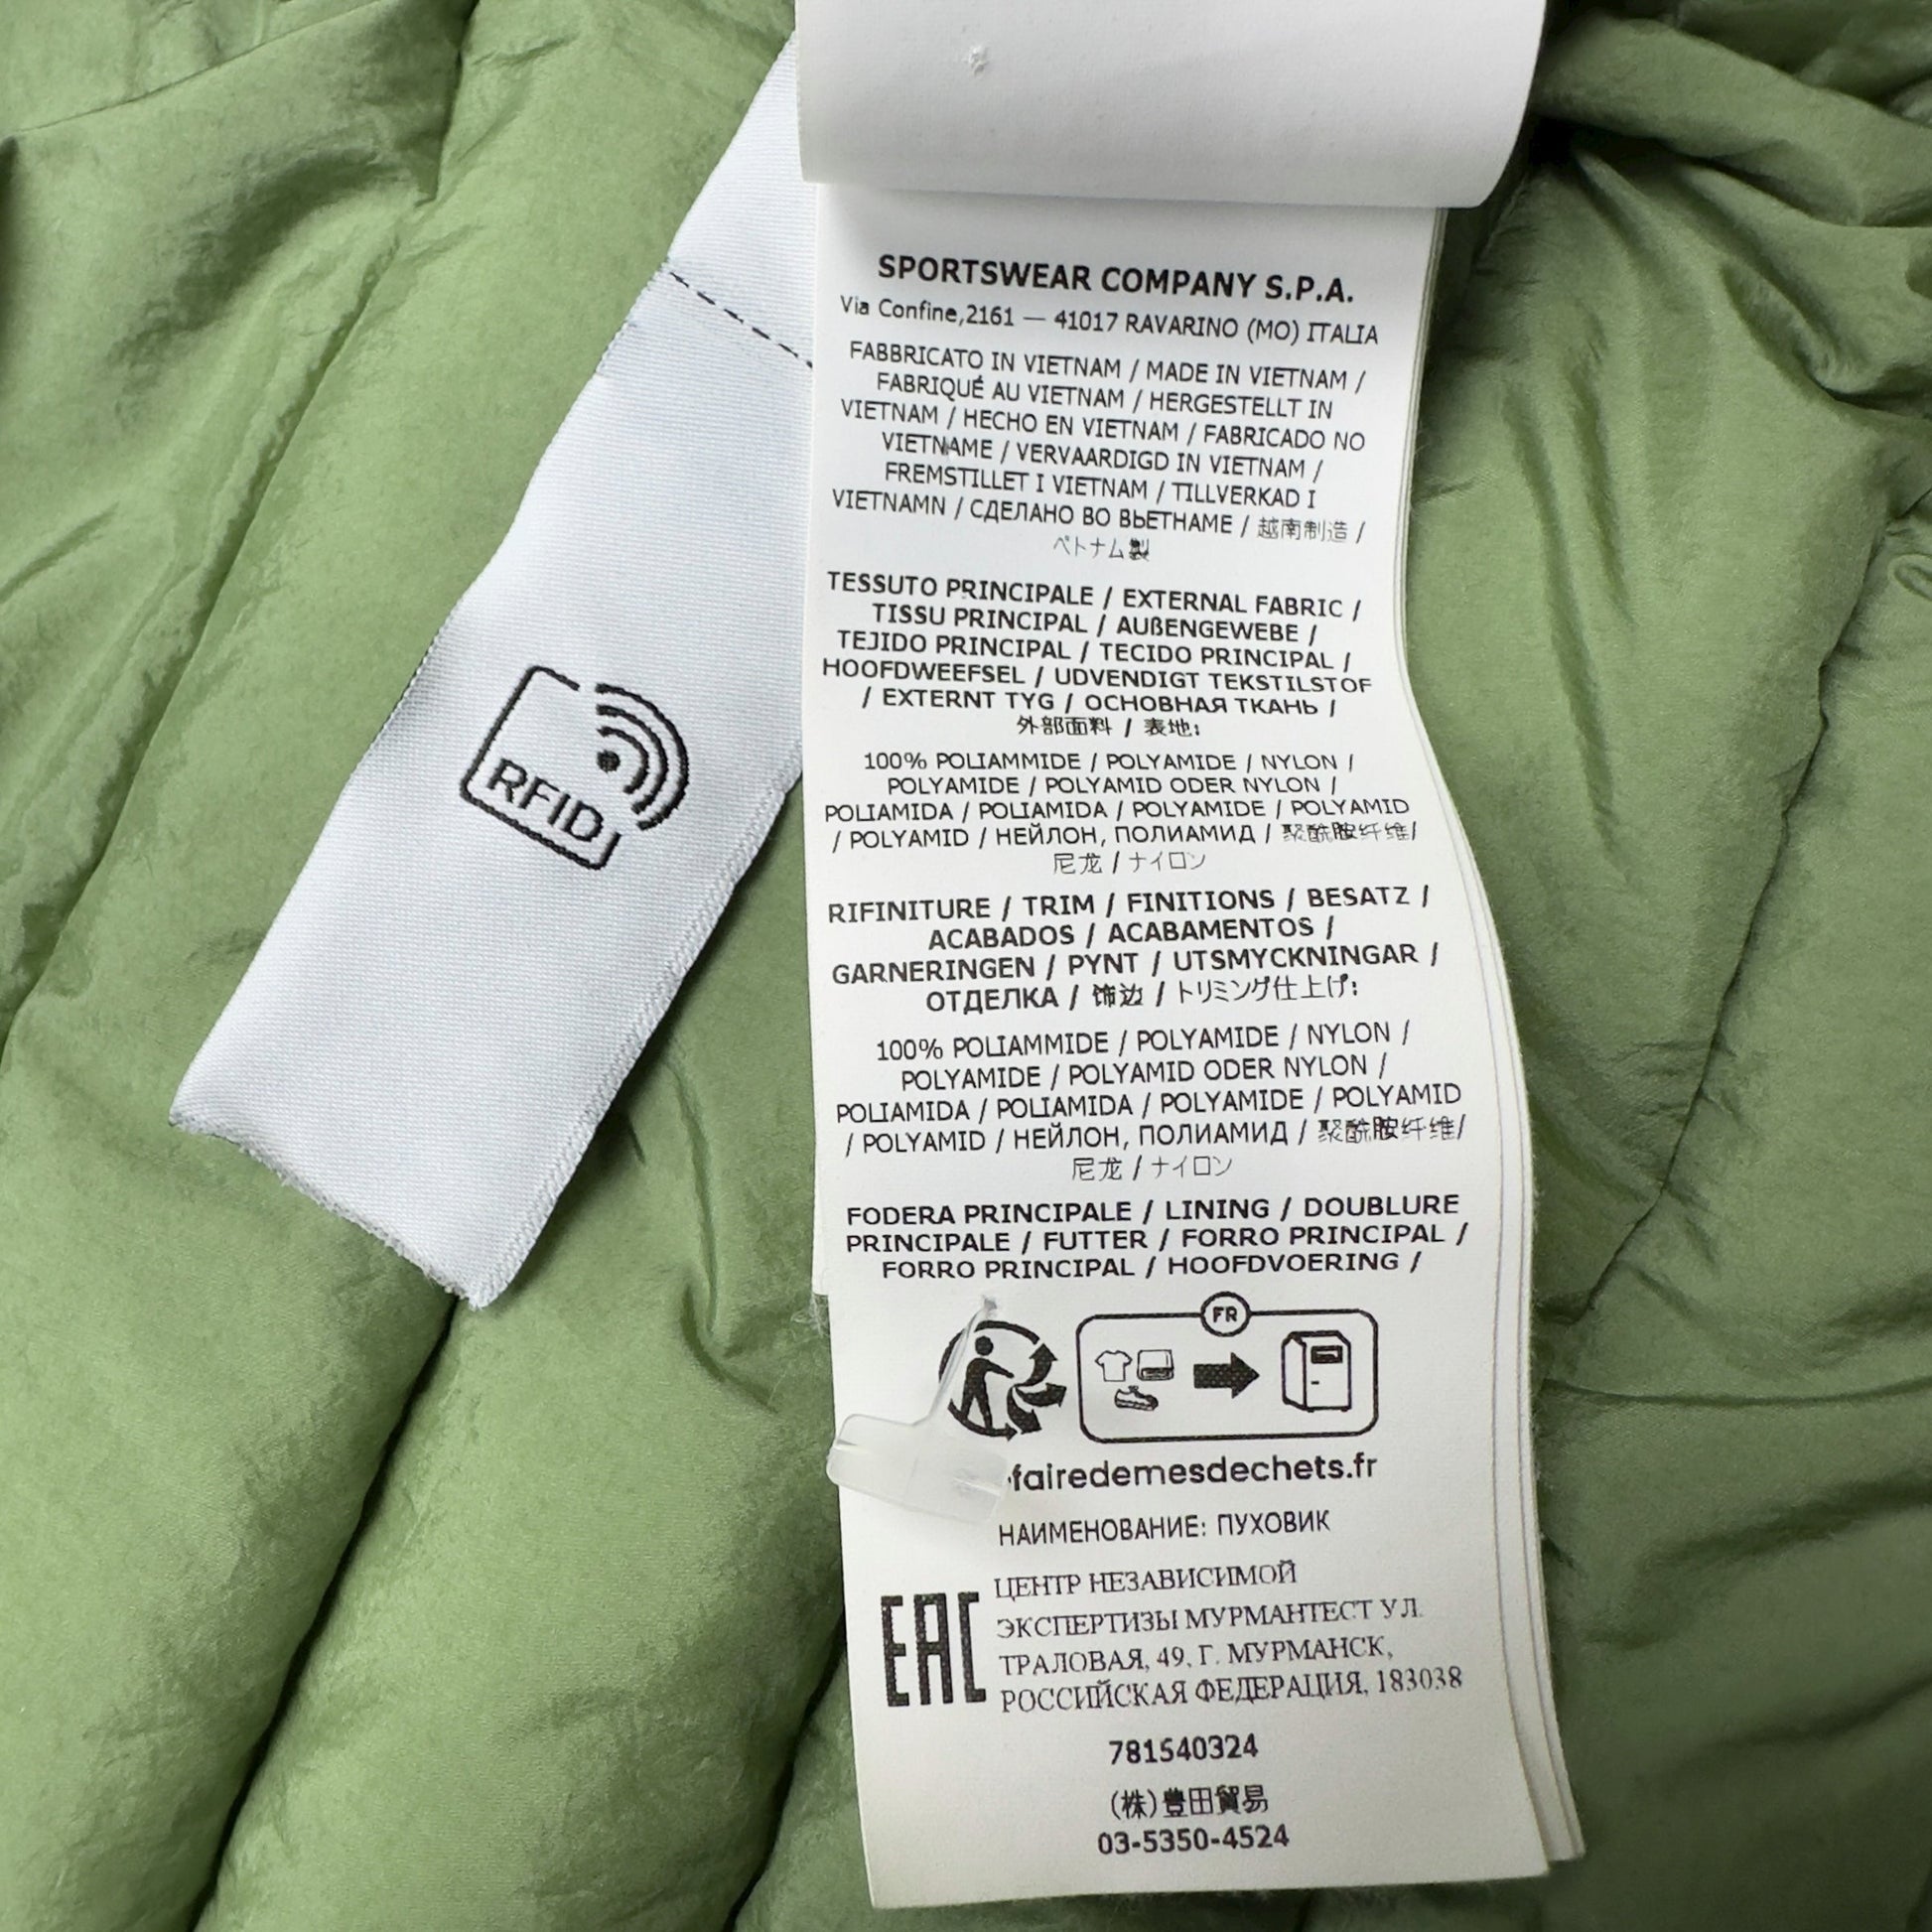 RFID
SPORTSWEAR COMPANY S.P.A.
Via Confine,2161 — 41017 RAVARINO (MO) ITALIA
FABBRICATO IN VIETNAM / MADE IN VIETNAM /
FABRIQUÉ AU VIETNAM / HERGESTELLT IN
VIETNAM / HECHO EN VIETNAM / FABRICADO NO
VIETNAME / VERVAARDIGD IN VIETNAM /
FREMSTILLET I VIETNAM / TILLVERKAD I
VIETNAMN / СДЕЛАНО ВО ВЬЕТНАМЕ / 越南制造 /
ベトナム製
TESSUTO PRINCIPALE / EXTERNAL FABRIC /
TISSU PRINCIPAL / AUßENGEWEBE /
TEJIDO PRINCIPAL / TECIDO PRINCIPAL /
HOOFDWEEFSEL / UDVENDIGT TEKSTILSTOF
/ EXTERNT TYG / ОСНОВНАЯ ТКАНЬ /
外部面料 / 表地:
100% POLIAMMIDE / POLYAMIDE / NYLON /
POLYAMIDE / POLYAMID ODER NYLON /
POLIAMIDA / POLIAMIDA / POLYAMIDE / POLYAMID
/ POLYAMID / НЕЙЛОН, ПОЛИАМИД / 聚酰胺纤维/
尼龙 / ナイロン
RIFINITURE / TRIM / FINITIONS / BESATZ /
ACABADOS / ACABAMENTOS /
GARNERINGEN / PYNT / UTSMYCKNINGAR /
ОТДЕЛКА / 饰边 / トリミング仕上げ:
100% POLIAMMIDE / POLYAMIDE / NYLON /
POLYAMIDE / POLYAMID ODER NYLON /
POLIAMIDA / POLIAMIDA / POLYAMIDE / POLYAMID
/ POLYAMID / НЕЙЛОН, ПОЛИАМИД / 聚酰胺纤维/
尼龙 / ナイロン
FODERA PRINCIPALE / LINING / DOUBLURE
PRINCIPALE / FUTTER / FORRO PRINCIPAL /
FORRO PRINCIPAL / HOOFDVOERING /
FR
fairedemesdechets.fr
НАИМЕНОВАНИЕ: ПУХОВИК
EAC
ЦЕНТР НЕЗАВИСИМОЙ
ЭКСПЕРТИЗЫ МУРМАНТЕСТ УЛ.
ТРАЛОВАЯ, 49, Г. МУРМАНСК,
РОССИЙСКАЯ ФЕДЕРАЦИЯ, 183038
781540324
(株)豊田貿易
03-5350-4524